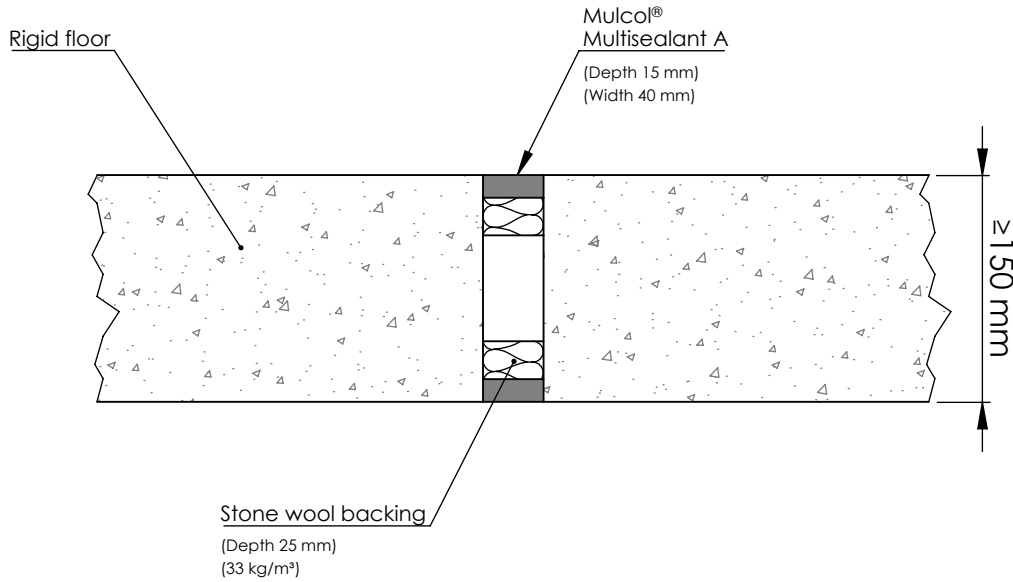 Rigid floor
Mulcol®
Multisealant A
(Depth 15 mm)
(Width 40 mm)
≥150 mm
Stone wool backing
(Depth 25 mm)
(33 kg/m³)